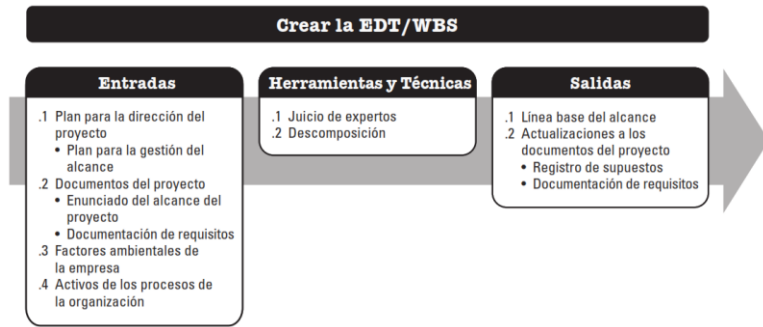 Crear la EDT/WBS
Entradas
.1 Plan para la dirección del
proyecto
• Plan para la gestión del
alcance
.2 Documentos del proyecto
• Enunciado del alcance del
proyecto
• Documentación de requisitos
.3 Factores ambientales de
la empresa
.4 Activos de los procesos de
la organización
Herramientas y Técnicas
.1 Juicio de expertos
.2 Descomposición
Salidas
.1 Línea base del alcance
.2 Actualizaciones a los
documentos del proyecto
• Registro de supuestos
• Documentación de requisitos